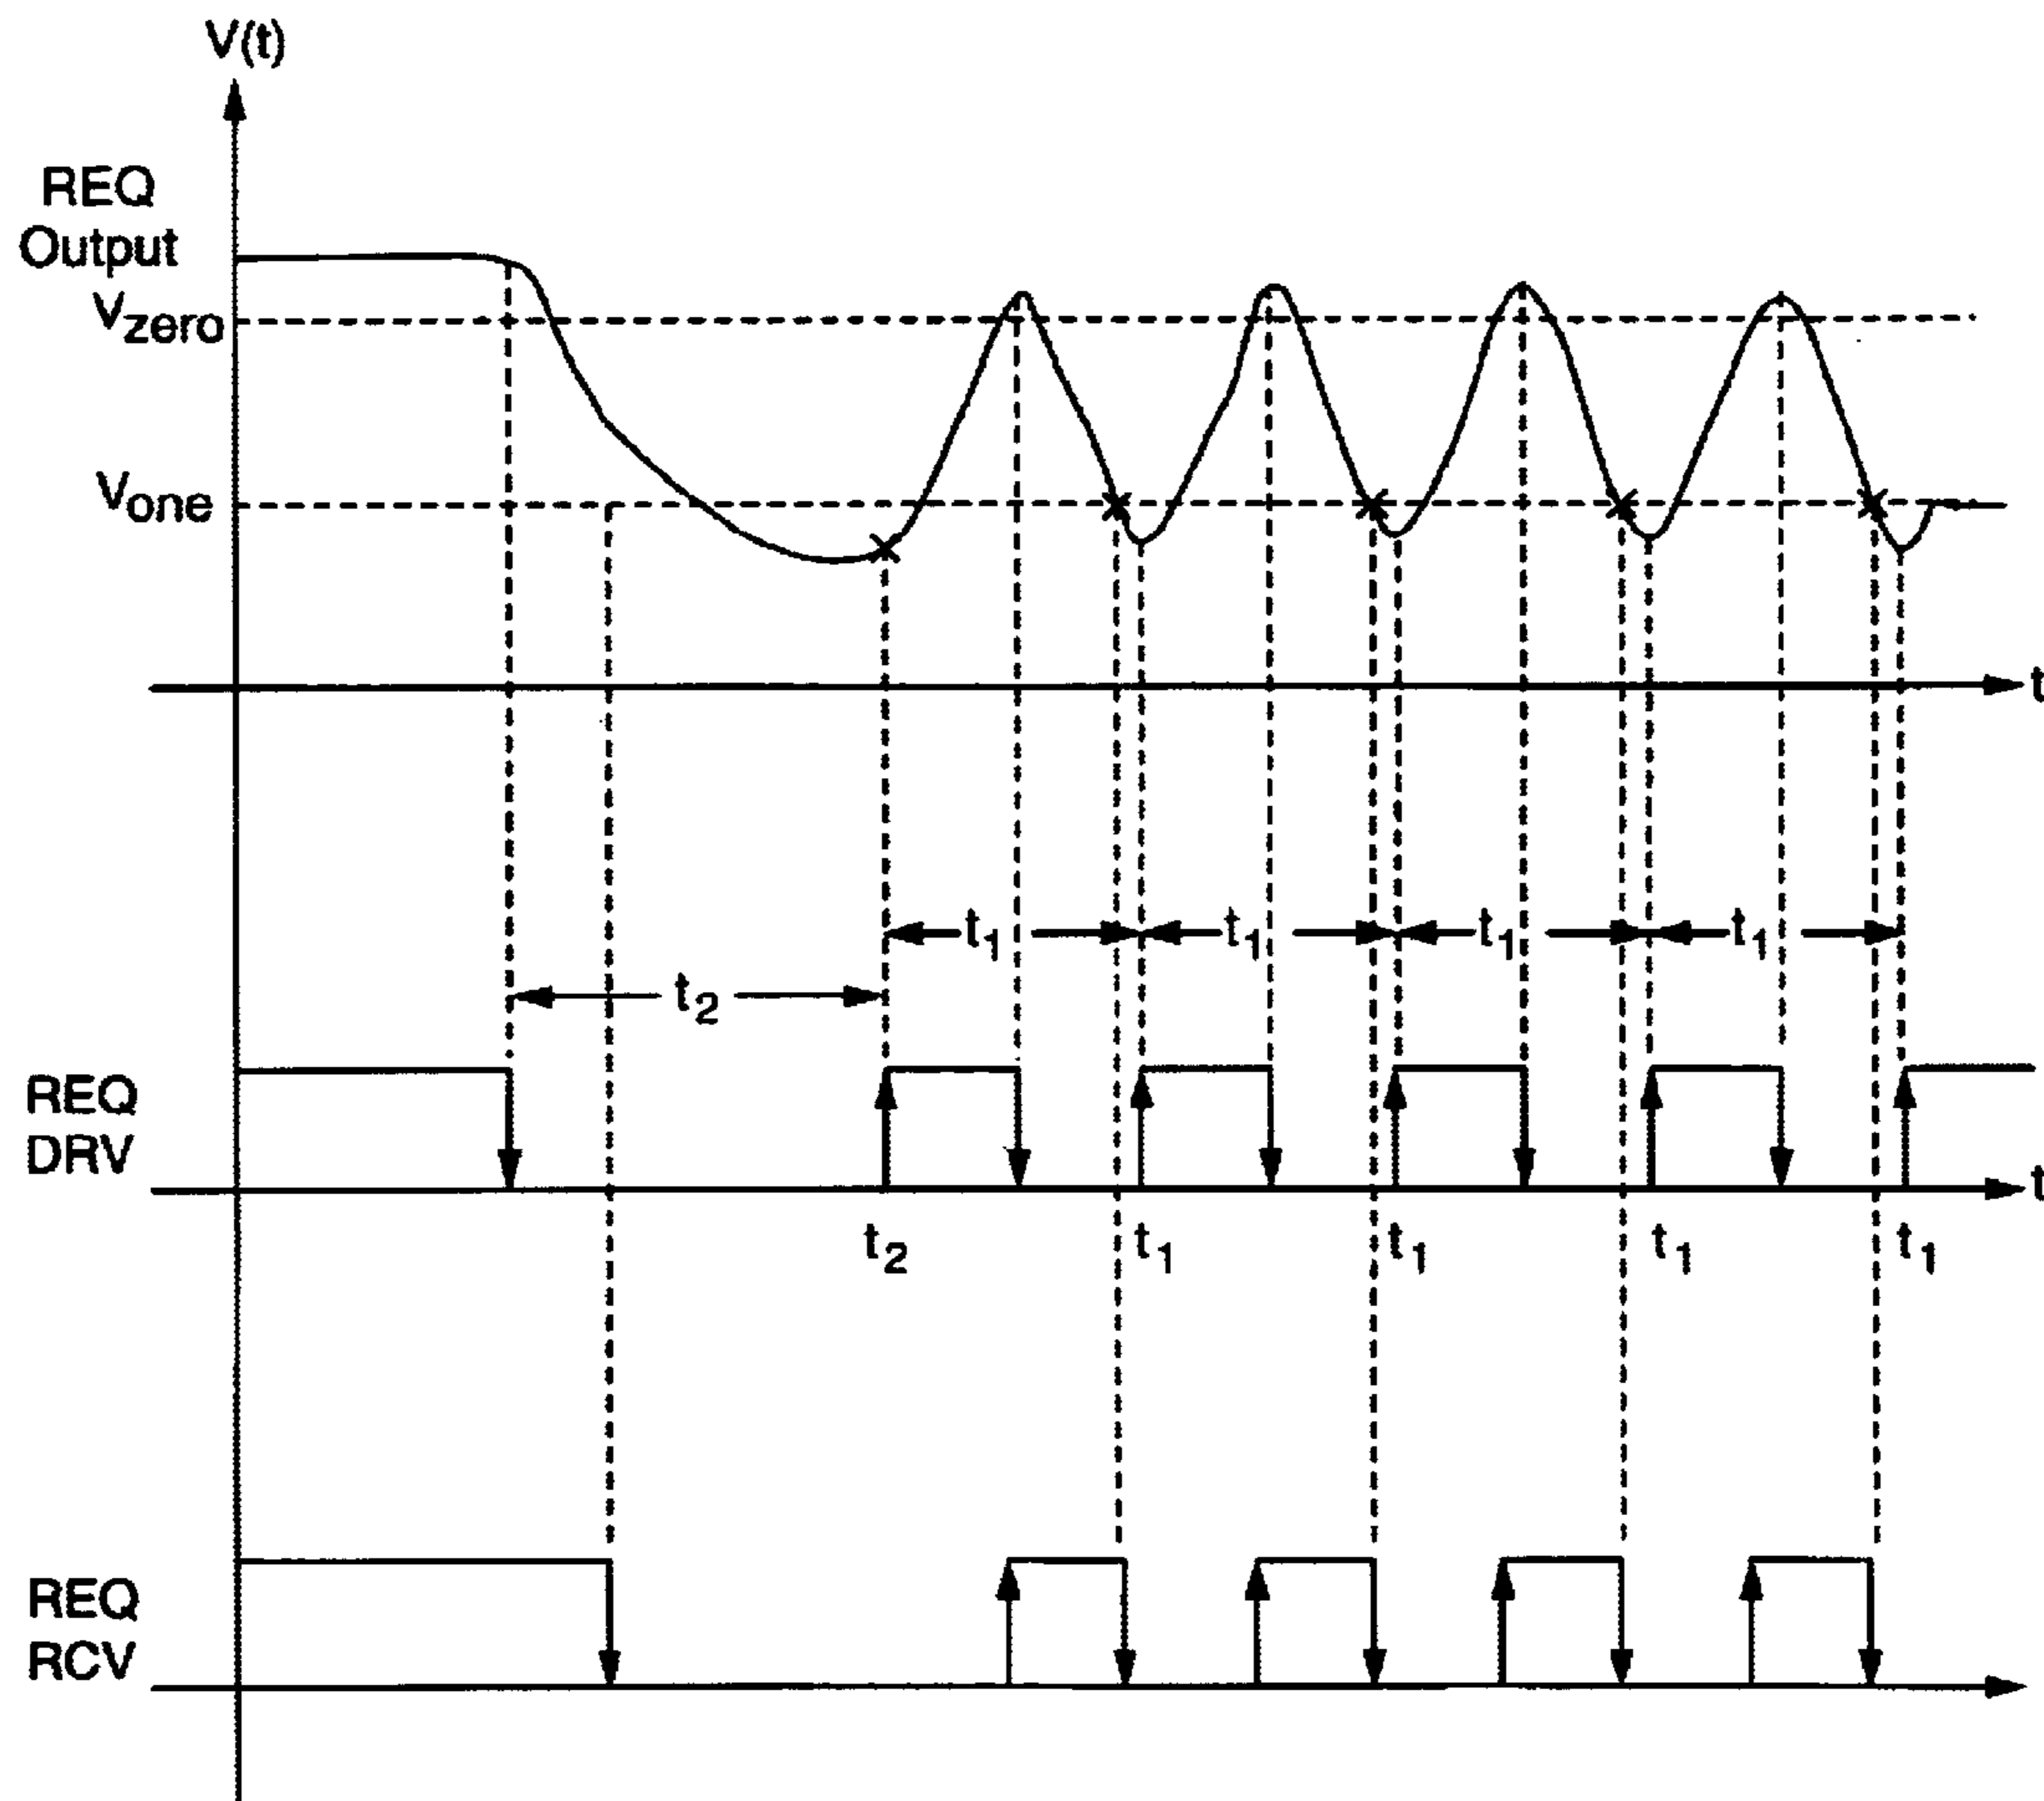 V(t)
REQ
Output
Vzero
Vone
t
t1 t1 t1 t1
t2
REQ
DRV
t
t2 t1 t1 t1 t1
REQ
RCV